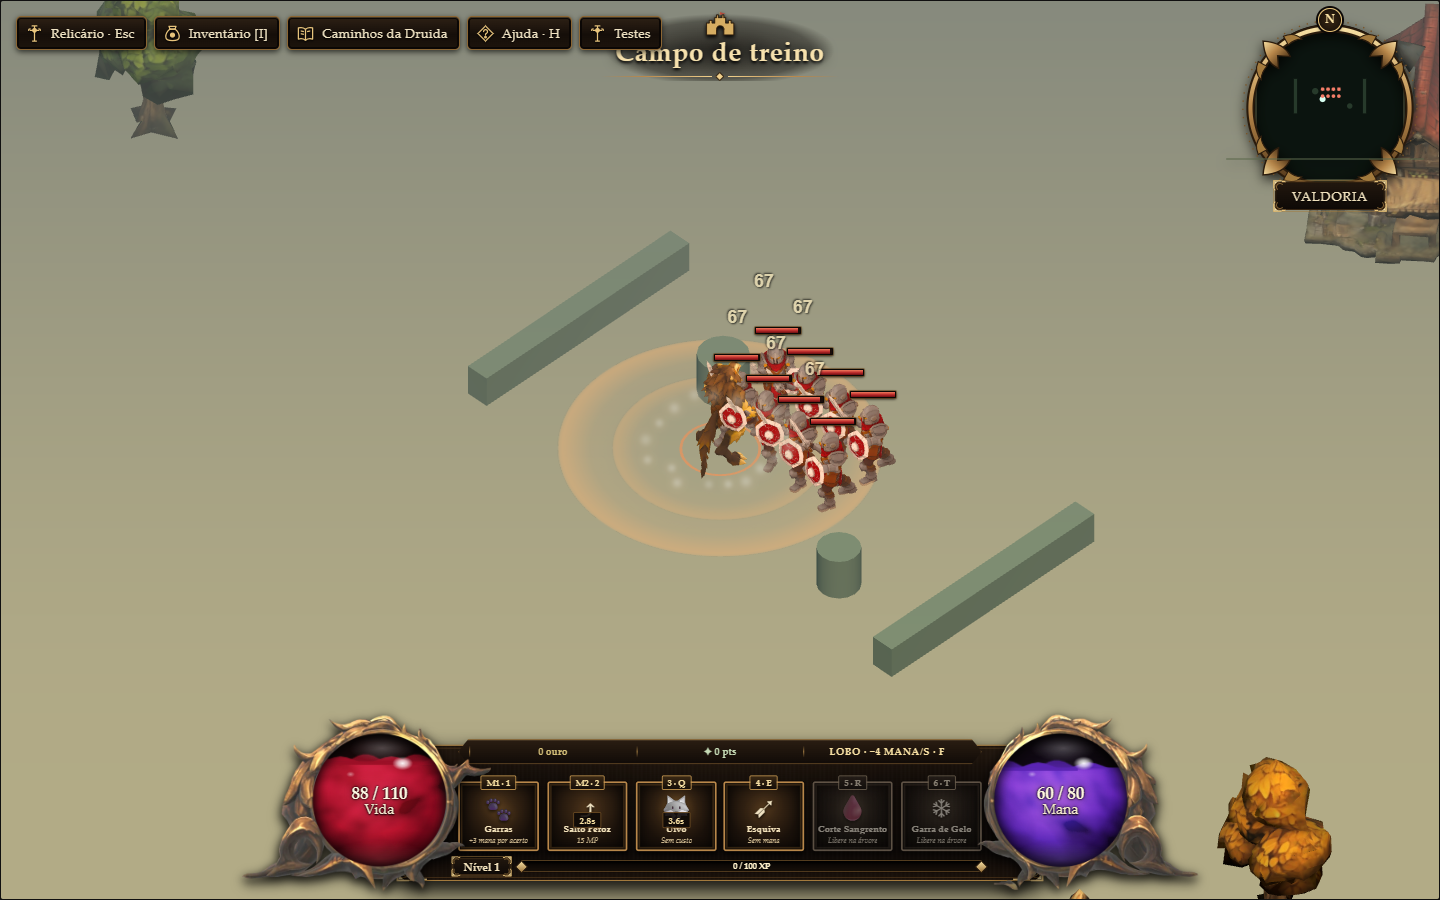 Relicário · Esc
Inventário [I]
Caminhos da Druida
Ajuda · H
Testes
Campo de treino
N
VALDORIA
67
67
67
67
67
0 ouro
✦ 0 pts
LOBO · −4 MANA/S · F
88 / 110
Vida
60 / 80
Mana
M1 · 1
Garras
+3 mana por acerto
M2 · 2
2.8s
Salto Feroz
15 MP
3 · Q
3.6s
Uivo
Sem custo
4 · E
Esquiva
Sem mana
5 · R
Corte Sangrento
Libere na árvore
6 · T
Garra de Gelo
Libere na árvore
Nível 1
0 / 100 XP